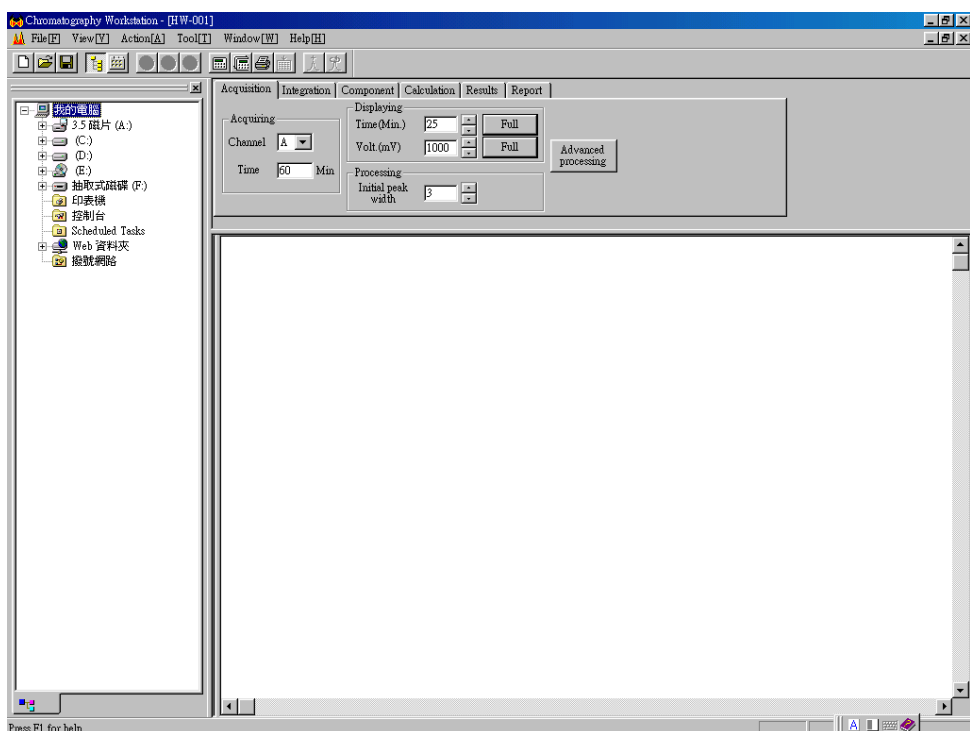 Chromatography Workstation - [HW-001]
File[F] View[V] Action[A] Tool[T] Window[W] Help[H]
我的電腦
3.5 磁片 (A:)
(C:)
(D:)
(E:)
抽取式磁碟 (F:)
印表機
控制台
Scheduled Tasks
Web 資料夾
撥號網路
Acquisition Integration Component Calculation Results Report
Acquiring
Channel A
Time 60 Min
Displaying
Time(Min.) 25 Full
Volt.(mV) 1000 Full
Processing
Initial peak
width 3
Advanced
processing
Press F1 for help
A